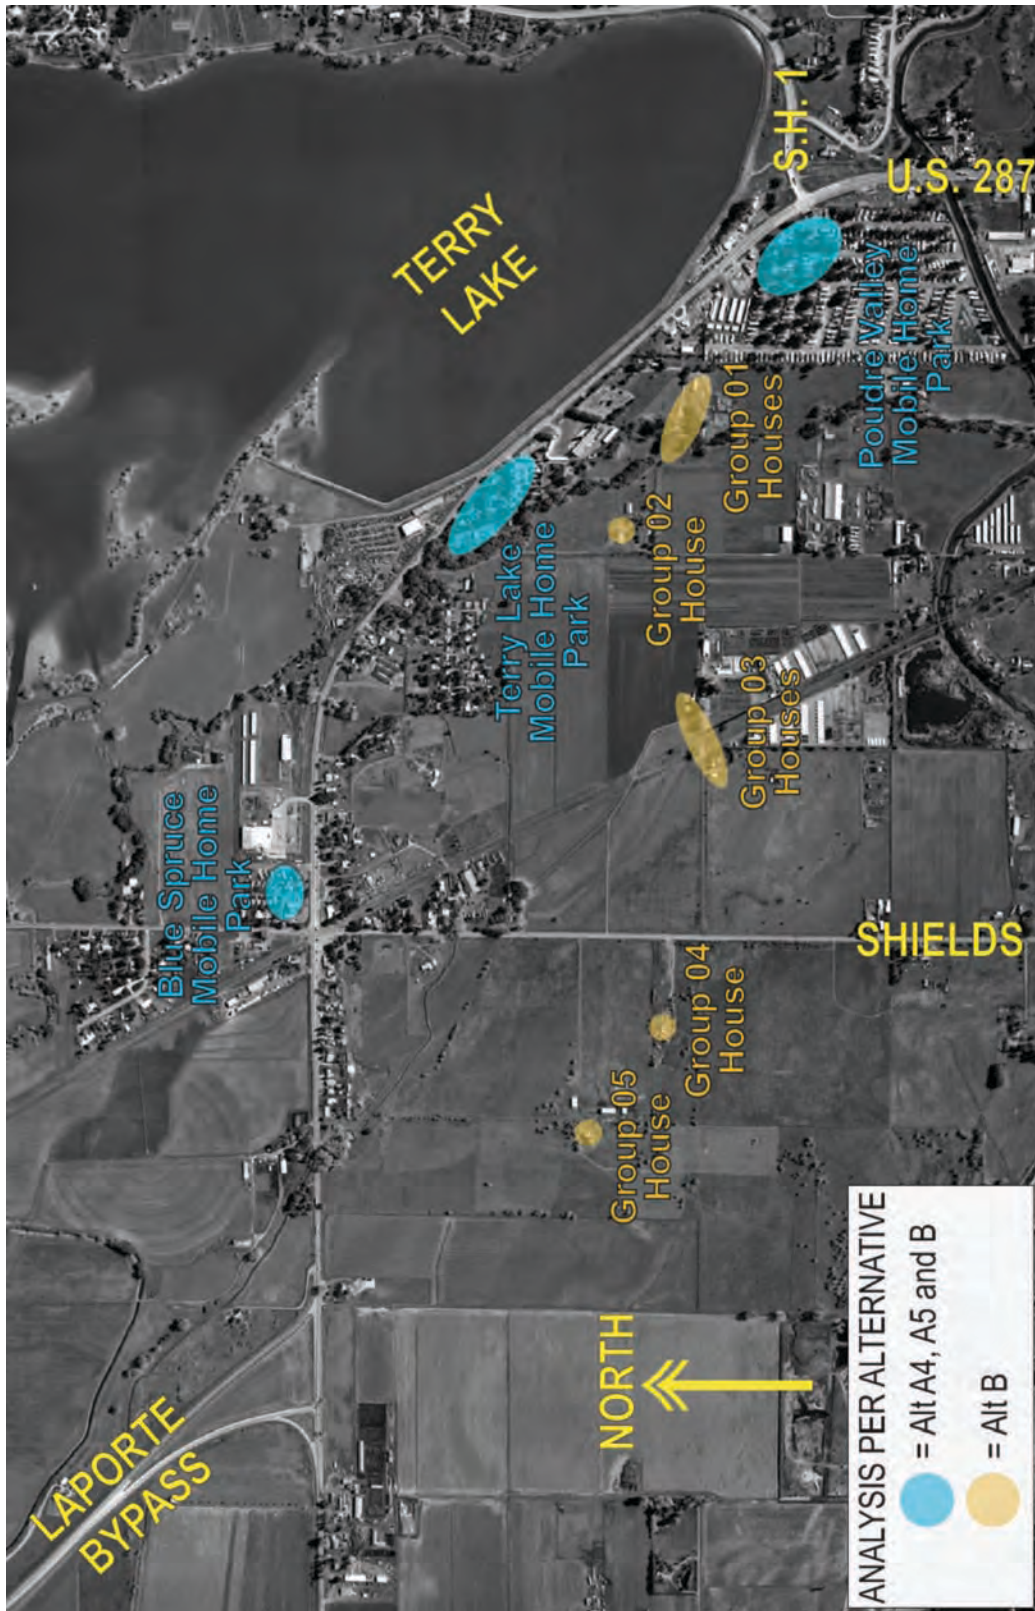 TERRY
LAKE
S.H. 1
U.S. 287
Poudre Valley
Mobile Home
Park
Group 01
Houses
Group 02
House
Terry Lake
Mobile Home
Park
Group 03
Houses
Blue Spruce
Mobile Home
Park
SHIELDS
Group 04
House
Group 05
House
NORTH
LAPORTE
BYPASS
ANALYSIS PER ALTERNATIVE
= Alt A4, A5 and B
= Alt B